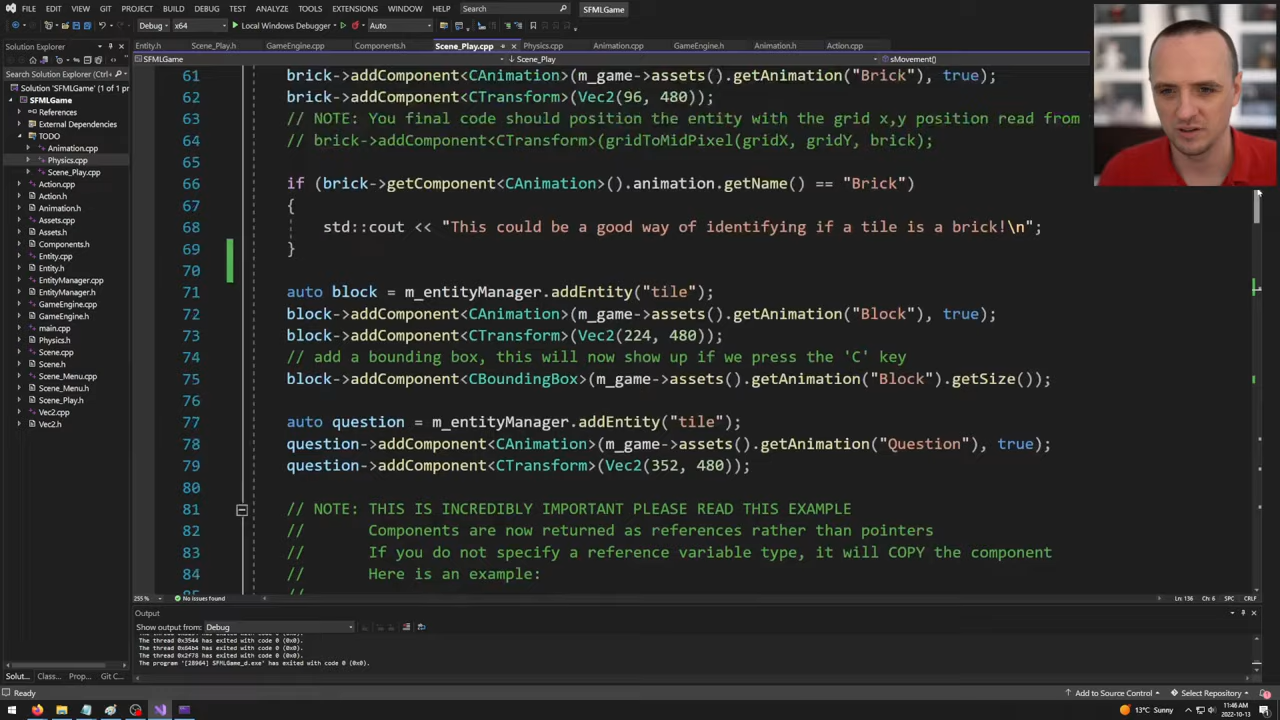 FILE EDIT VIEW GIT PROJECT BUILD DEBUG TEST ANALYZE TOOLS EXTENSIONS WINDOW HELP Search SFMLGame
Debug x64 Local Windows Debugger Auto
Solution Explorer Entity.h Scene_Play.h GameEngine.cpp Components.h Scene_Play.cpp Physics.cpp Animation.cpp GameEngine.h Animation.h Action.cpp
SFMLGame Scene_Play sMovement()
Search Solution Explorer (Ctrl+
Solution 'SFMLGame' (1 of 1 pr
SFMLGame
References
External Dependencies
TODO
Animation.cpp
Physics.cpp
Scene_Play.cpp
Action.cpp
Action.h
Animation.h
Assets.cpp
Assets.h
Components.h
Entity.cpp
Entity.h
EntityManager.cpp
EntityManager.h
GameEngine.cpp
GameEngine.h
main.cpp
Physics.h
Scene.cpp
Scene.h
Scene_Menu.cpp
Scene_Menu.h
Scene_Play.h
Vec2.cpp
Vec2.h
61 brick->addComponent<CAnimation>(m_game->assets().getAnimation("Brick"), true);
62 brick->addComponent<CTransform>(Vec2(96, 480));
63 // NOTE: You final code should position the entity with the grid x,y position read from
64 // brick->addComponent<CTransform>(gridToMidPixel(gridX, gridY, brick);
65
66 if (brick->getComponent<CAnimation>().animation.getName() == "Brick")
67 {
68 std::cout << "This could be a good way of identifying if a tile is a brick!\n";
69 }
70
71 auto block = m_entityManager.addEntity("tile");
72 block->addComponent<CAnimation>(m_game->assets().getAnimation("Block"), true);
73 block->addComponent<CTransform>(Vec2(224, 480));
74 // add a bounding box, this will now show up if we press the 'C' key
75 block->addComponent<CBoundingBox>(m_game->assets().getAnimation("Block").getSize());
76
77 auto question = m_entityManager.addEntity("tile");
78 question->addComponent<CAnimation>(m_game->assets().getAnimation("Question"), true);
79 question->addComponent<CTransform>(Vec2(352, 480));
80
81 // NOTE: THIS IS INCREDIBLY IMPORTANT PLEASE READ THIS EXAMPLE
82 // Components are now returned as references rather than pointers
83 // If you do not specify a reference variable type, it will COPY the component
84 // Here is an example:
//
255 % No issues found Ln: 136 Ch: 6 SPC CRLF
Output
Show output from: Debug
The thread 0x3544 has exited with code 0 (0x0).
The thread 0x64b4 has exited with code 0 (0x0).
The thread 0x2f78 has exited with code 0 (0x0).
The program '[28964] SFMLGame_d.exe' has exited with code 0 (0x0).
Solut... Class... Prop... Git C...
Ready Add to Source Control Select Repository
13°C Sunny 11:46 AM
2022-10-13